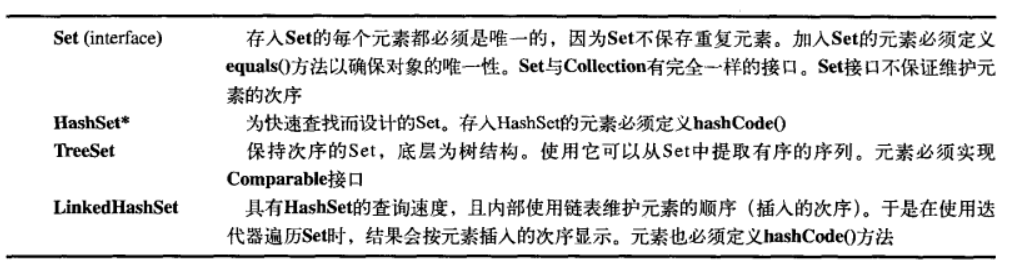 Set (interface) 存入Set的每个元素都必须是唯一的，因为Set不保存重复元素。加入Set的元素必须定义
equals()方法以确保对象的唯一性。Set与Collection有完全一样的接口。Set接口不保证维护元
素的次序
HashSet* 为快速查找而设计的Set。存入HashSet的元素必须定义hashCode()
TreeSet 保持次序的Set，底层为树结构。使用它可以从Set中提取有序的序列。元素必须实现
Comparable接口
LinkedHashSet 具有HashSet的查询速度，且内部使用链表维护元素的顺序（插入的次序）。于是在使用迭
代器遍历Set时，结果会按元素插入的次序显示。元素也必须定义hashCode()方法